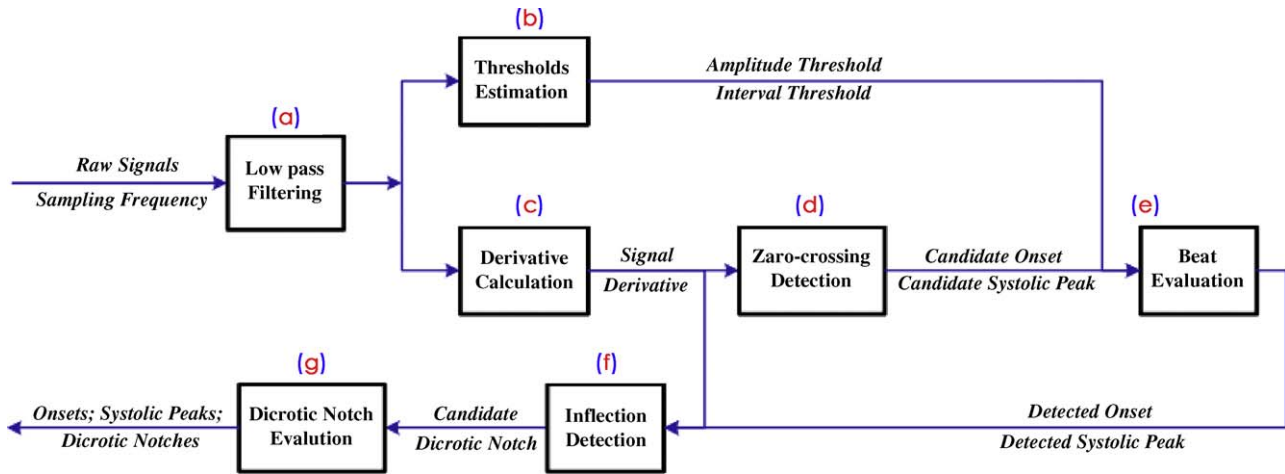 (b)
Thresholds
Estimation
Amplitude Threshold
Interval Threshold
(a)
Raw Signals
Sampling Frequency
Low pass
Filtering
(c)
Derivative
Calculation
Signal
Derivative
(d)
Zaro-crossing
Detection
Candidate Onset
Candidate Systolic Peak
(e)
Beat
Evaluation
(g)
Onsets; Systolic Peaks;
Dicrotic Notches
Dicrotic Notch
Evalution
Candidate
Dicrotic Notch
(f)
Inflection
Detection
Detected Onset
Detected Systolic Peak